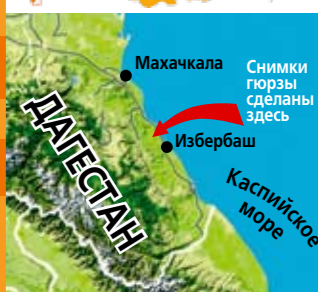 Махачкала
Снимки
гюрзы
сделаны
здесь
Избербаш
ДАГЕСТАН
Каспийское
море